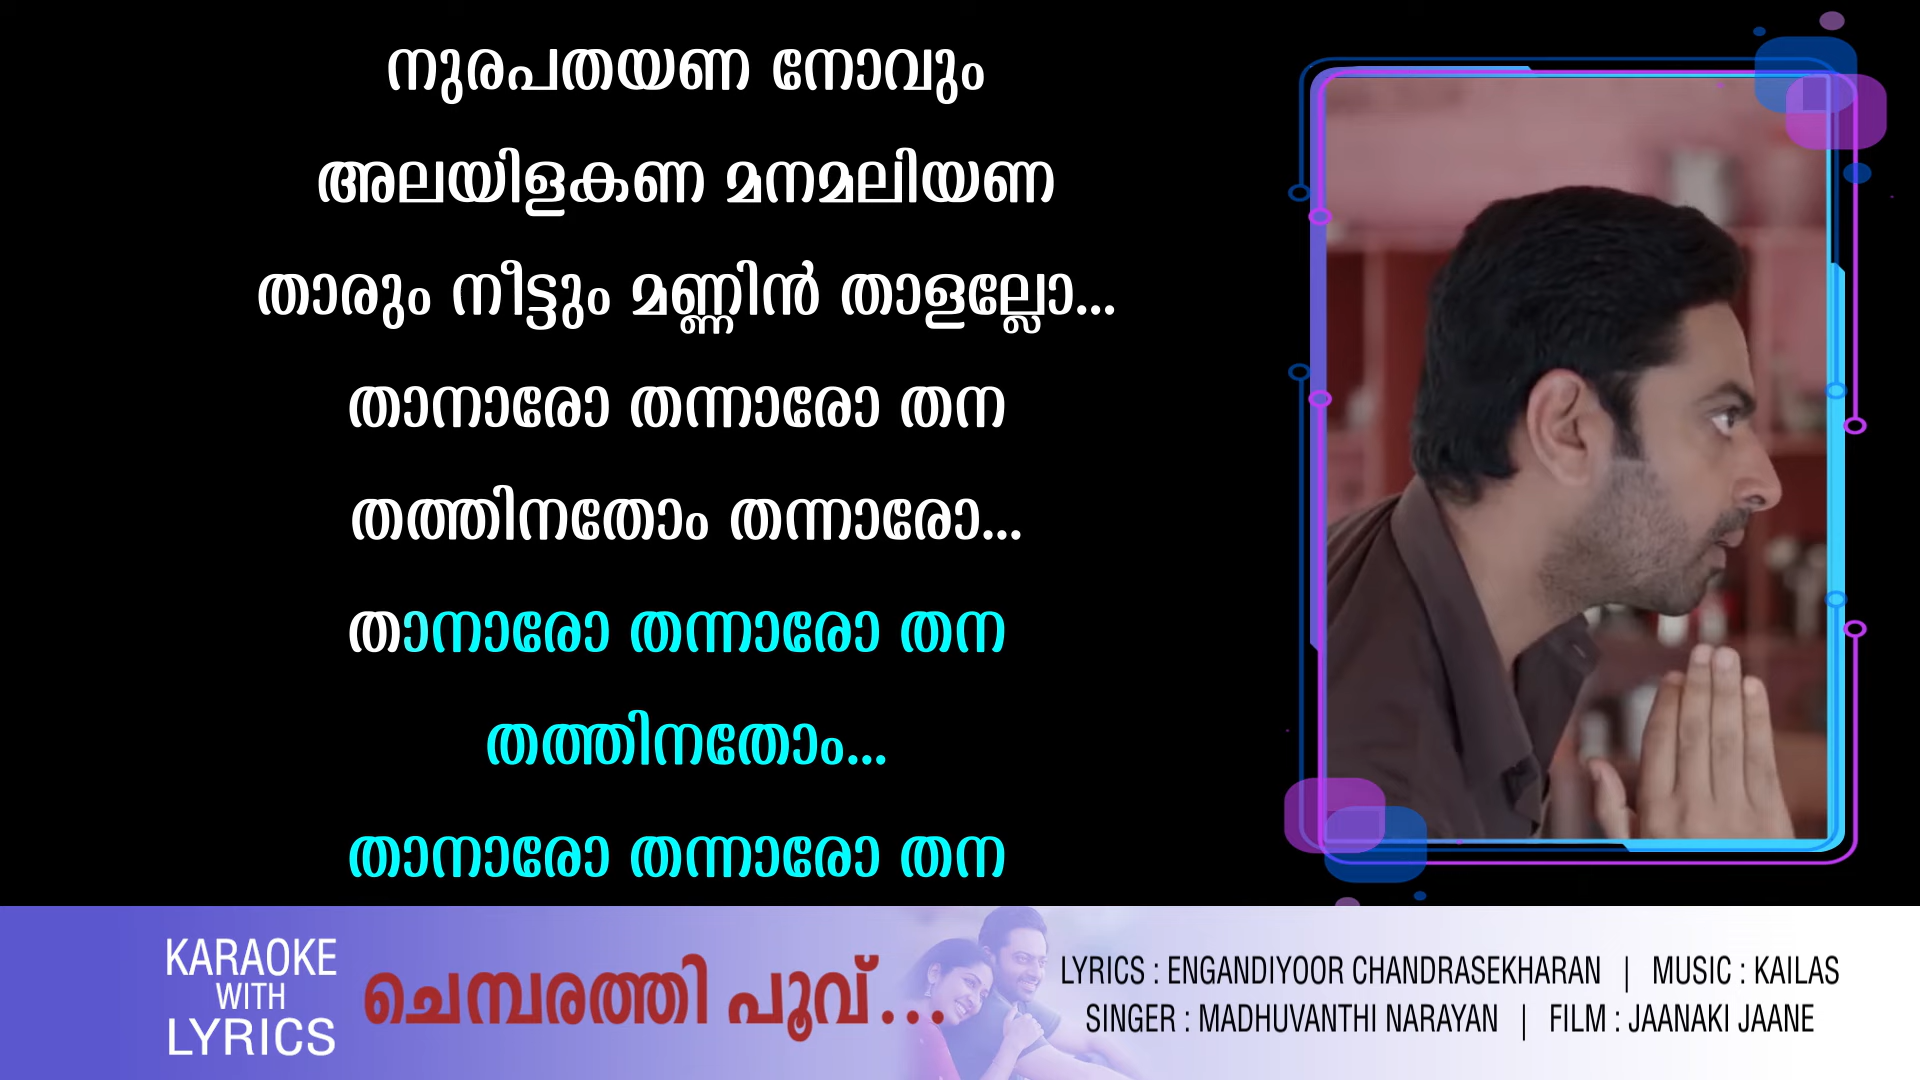 നുരപതയണ നോവും
അലയിളകണ മനമലിയണ
താരും നീട്ടും മണ്ണിൻ താളല്ലോ...
താനാരോ തന്നാരോ തന
തത്തിനതോം തന്നാരോ...
താനാരോ തന്നാരോ തന
തത്തിനതോം...
താനാരോ തന്നാരോ തന
KARAOKE
WITH
LYRICS
ചെമ്പരത്തി പൂവ്...
LYRICS : ENGANDIYOOR CHANDRASEKHARAN | MUSIC : KAILAS
SINGER : MADHUVANTHI NARAYAN | FILM : JAANAKI JAANE